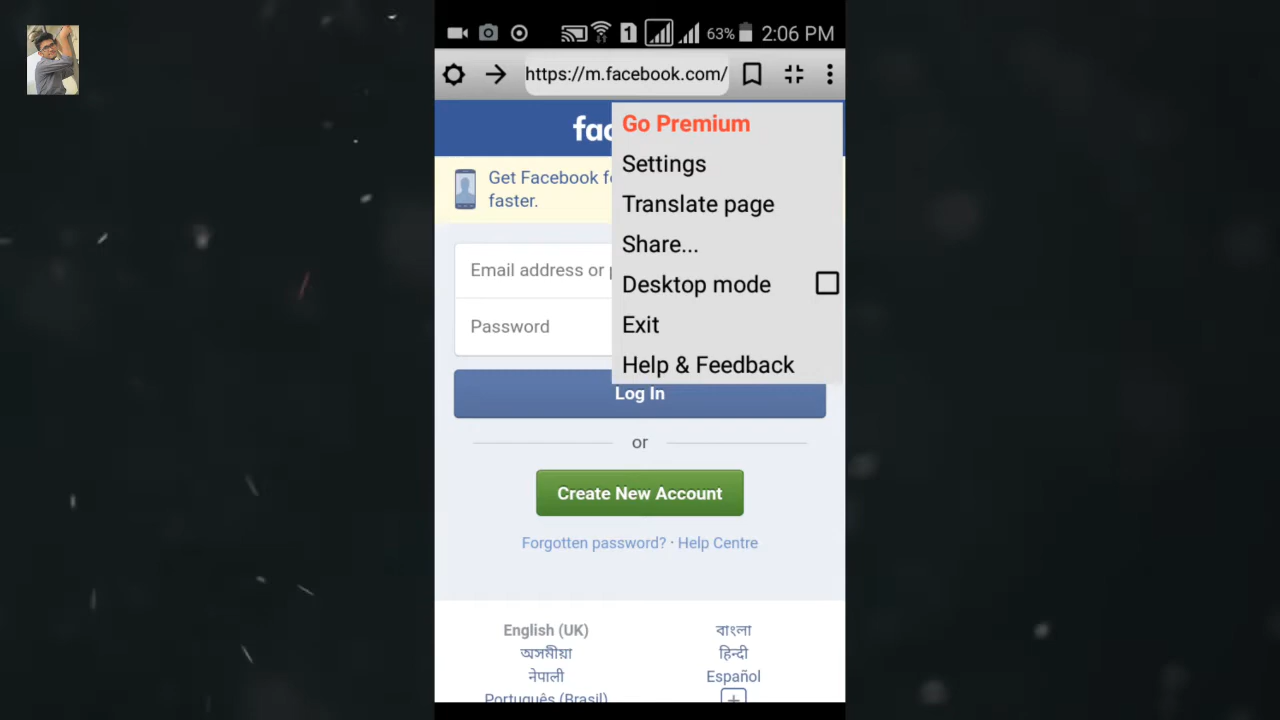 1 63% 2:06 PM
https://m.facebook.com/
fac
Go Premium
Get Facebook fo
Settings
faster.
Translate page
Share...
Email address or p
Desktop mode
Password
Exit
Help & Feedback
Log In
or
Create New Account
Forgotten password? · Help Centre
English (UK) বাংলা
অসমীয়া हिन्दी
नेपाली Español
Português (Brasil)